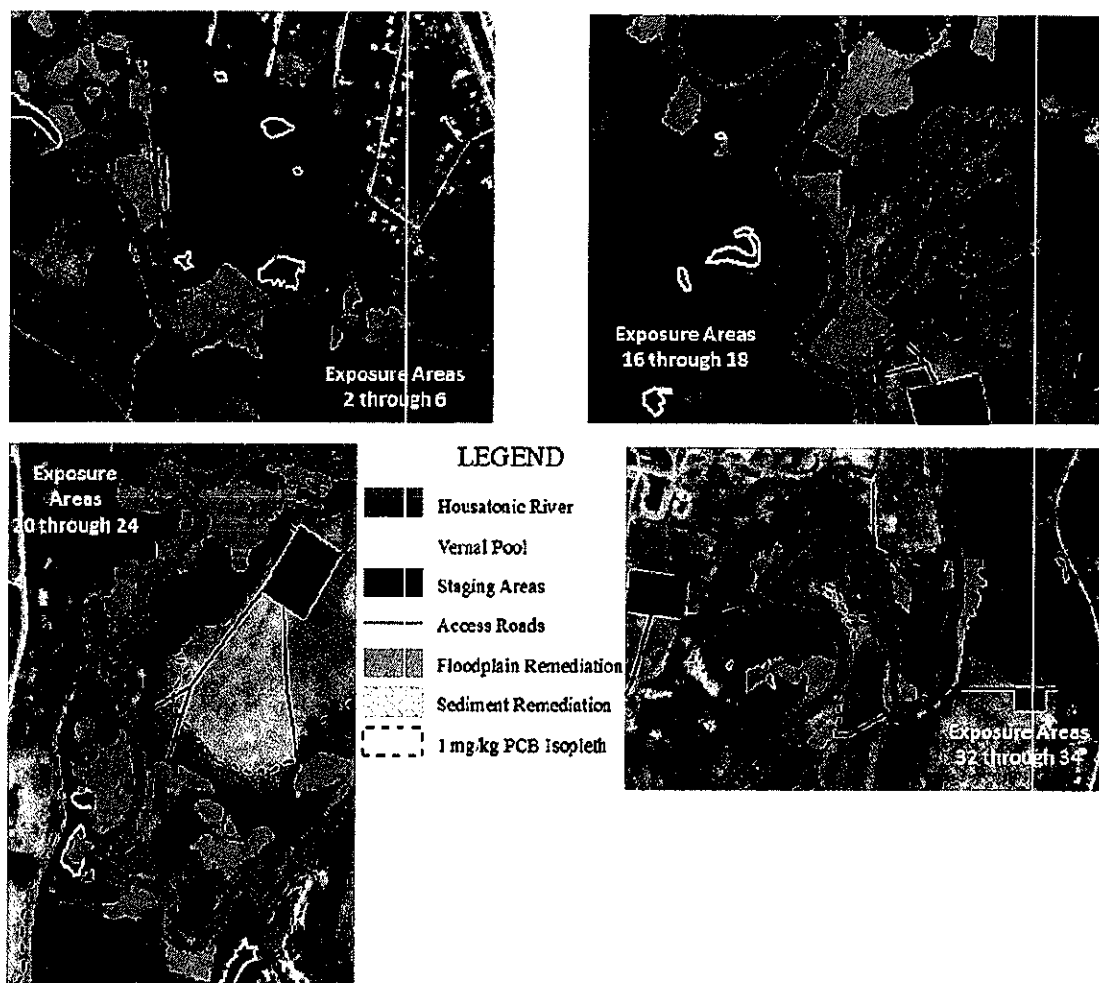 Exposure Areas
2 through 6
Exposure Areas
16 through 18
Exposure
Areas
20 through 24
LEGEND
Housatonic River
Vernal Pool
Staging Areas
Access Roads
Floodplain Remediation
Sediment Remediation
1 mg/kg PCB Isopleth
Exposure Areas
32 through 34